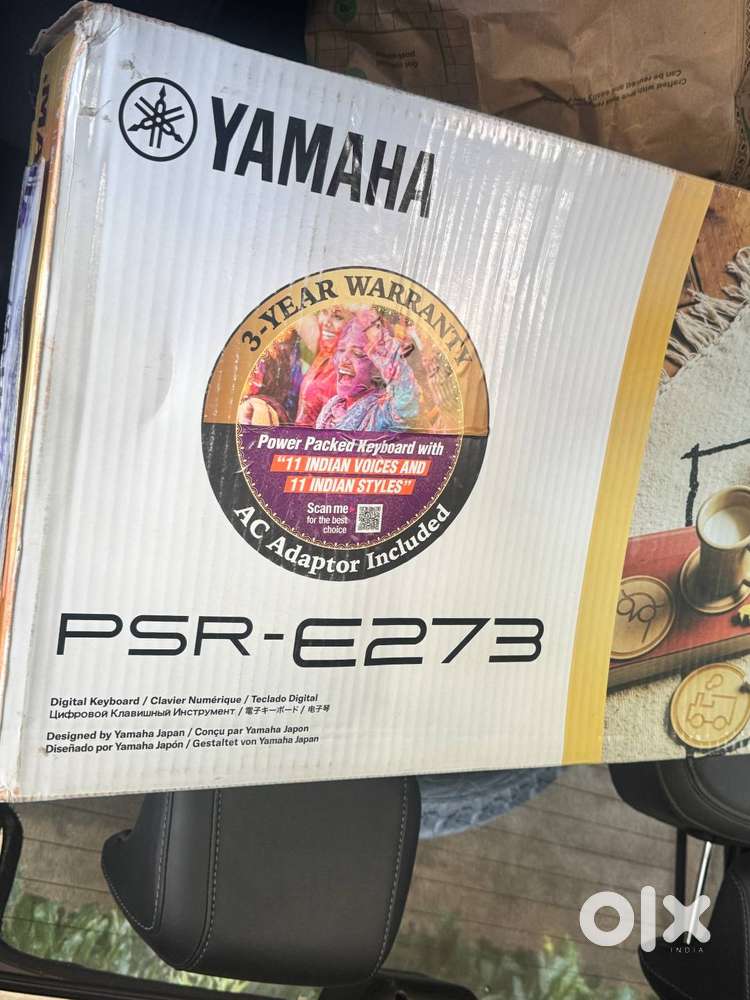 YAMAHA
3-YEAR WARRANTY
Power Packed Keyboard with
"11 INDIAN VOICES AND
11 INDIAN STYLES"
Scan me
for the best
choice
AC Adaptor Included
PSR-E273
Digital Keyboard / Clavier Numérique / Teclado Digital
Цифровой Клавишный Инструмент / 電子キーボード / 电子琴
Designed by Yamaha Japan / Conçu par Yamaha Japon
Diseñado por Yamaha Japón / Gestaltet von Yamaha Japan
olx
INDIA